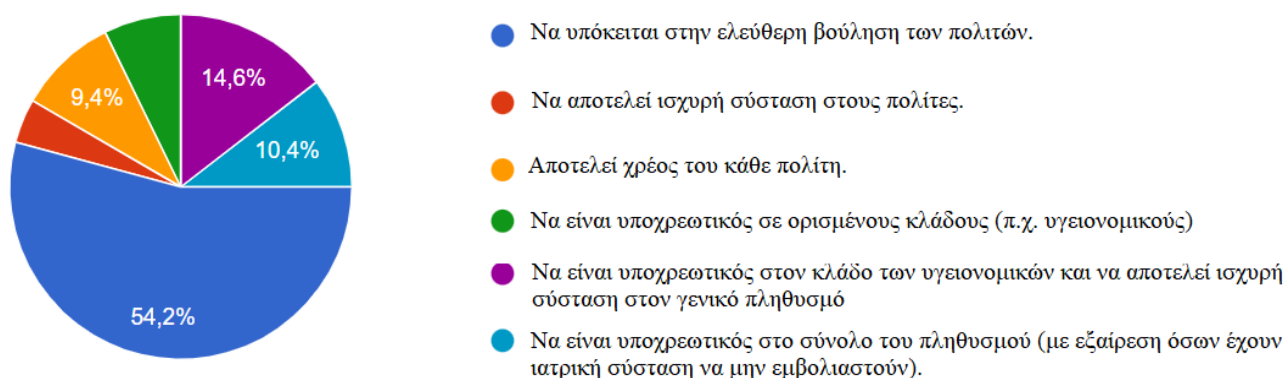 14,6%
9,4%
10,4%
54,2%
Να υπόκειται στην ελεύθερη βούληση των πολιτών.
Να αποτελεί ισχυρή σύσταση στους πολίτες.
Αποτελεί χρέος του κάθε πολίτη.
Να είναι υποχρεωτικός σε ορισμένους κλάδους (π.χ. υγειονομικούς)
Να είναι υποχρεωτικός στον κλάδο των υγειονομικών και να αποτελεί ισχυρή
σύσταση στον γενικό πληθυσμό
Να είναι υποχρεωτικός στο σύνολο του πληθυσμού (με εξαίρεση όσων έχουν
ιατρική σύσταση να μην εμβολιαστούν).